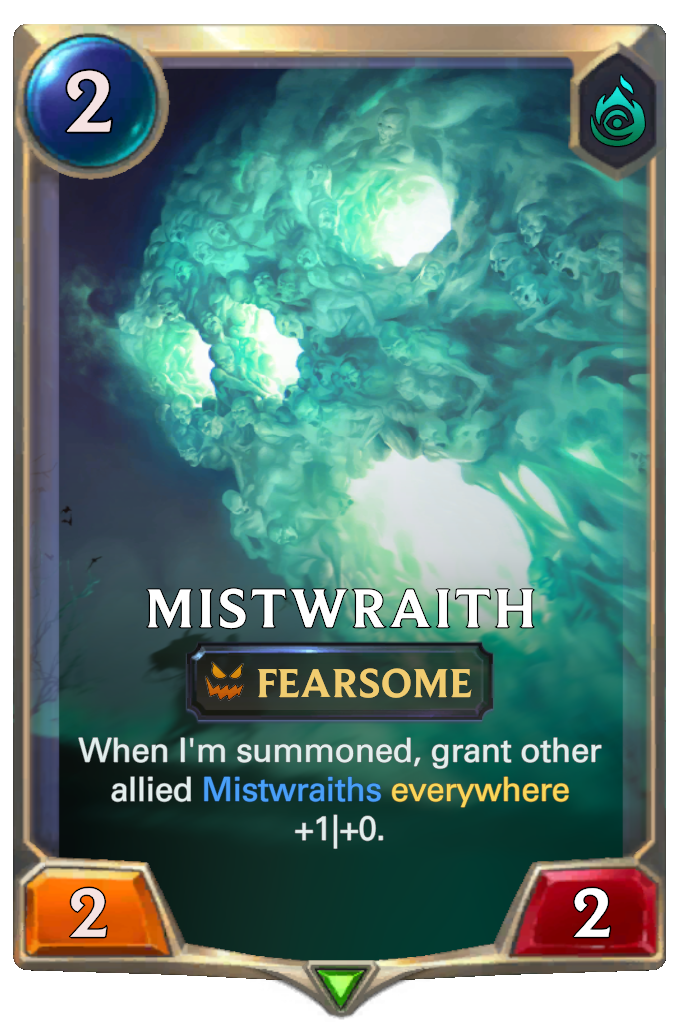 2
MISTWRAITH
FEARSOME
When I'm summoned, grant other
allied Mistwraiths everywhere
+1|+0.
2
2